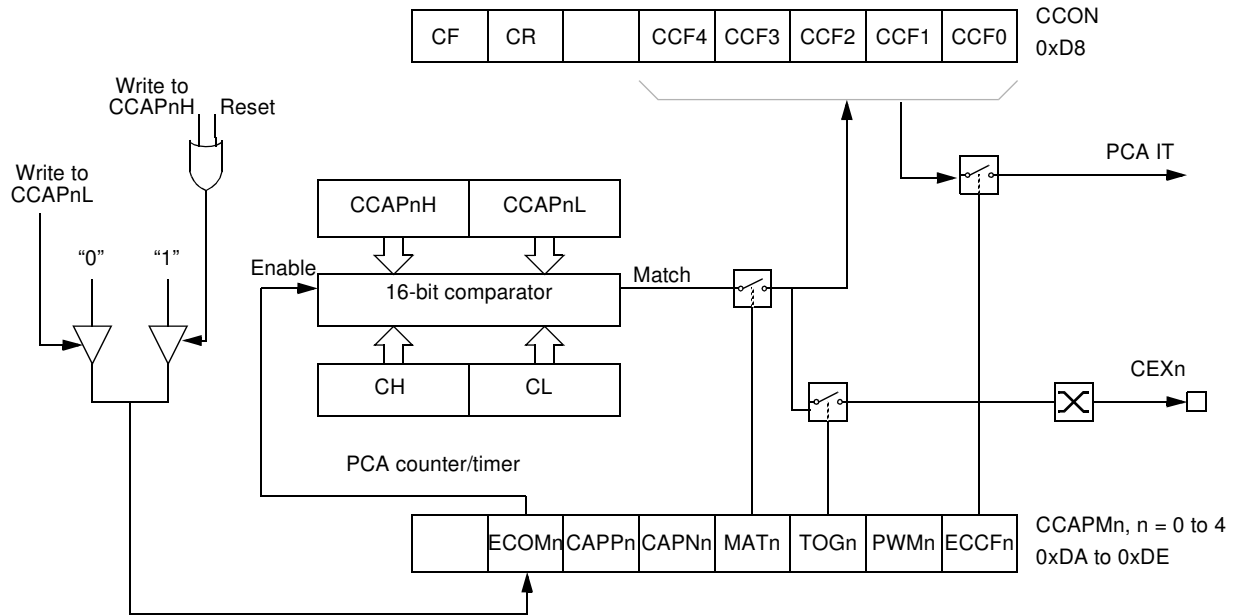 CF CR CCF4 CCF3 CCF2 CCF1 CCF0
CCON
0xD8
Write to
CCAPnH
Reset
Write to
CCAPnL
PCA IT
CCAPnH CCAPnL
“0” “1”
Enable
16-bit comparator
Match
CH CL
CEXn
PCA counter/timer
ECOMn CAPPn CAPNn MATn TOGn PWMn ECCFn
CCAPMn, n = 0 to 4
0xDA to 0xDE